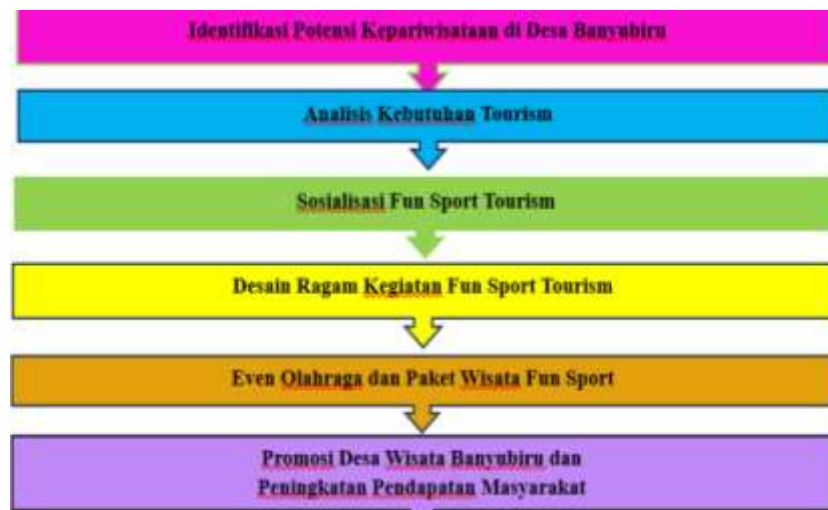 Identifikasi Potensi Kepariwisataan di Desa Banyubiru
Analisis Kebutuhan Tourism
Sosialisasi Fun Sport Tourism
Desain Ragam Kegiatan Fun Sport Tourism
Even Olahraga dan Paket Wisata Fun Sport
Promosi Desa Wisata Banyubiru dan
Peningkatan Pendapatan Masyarakat